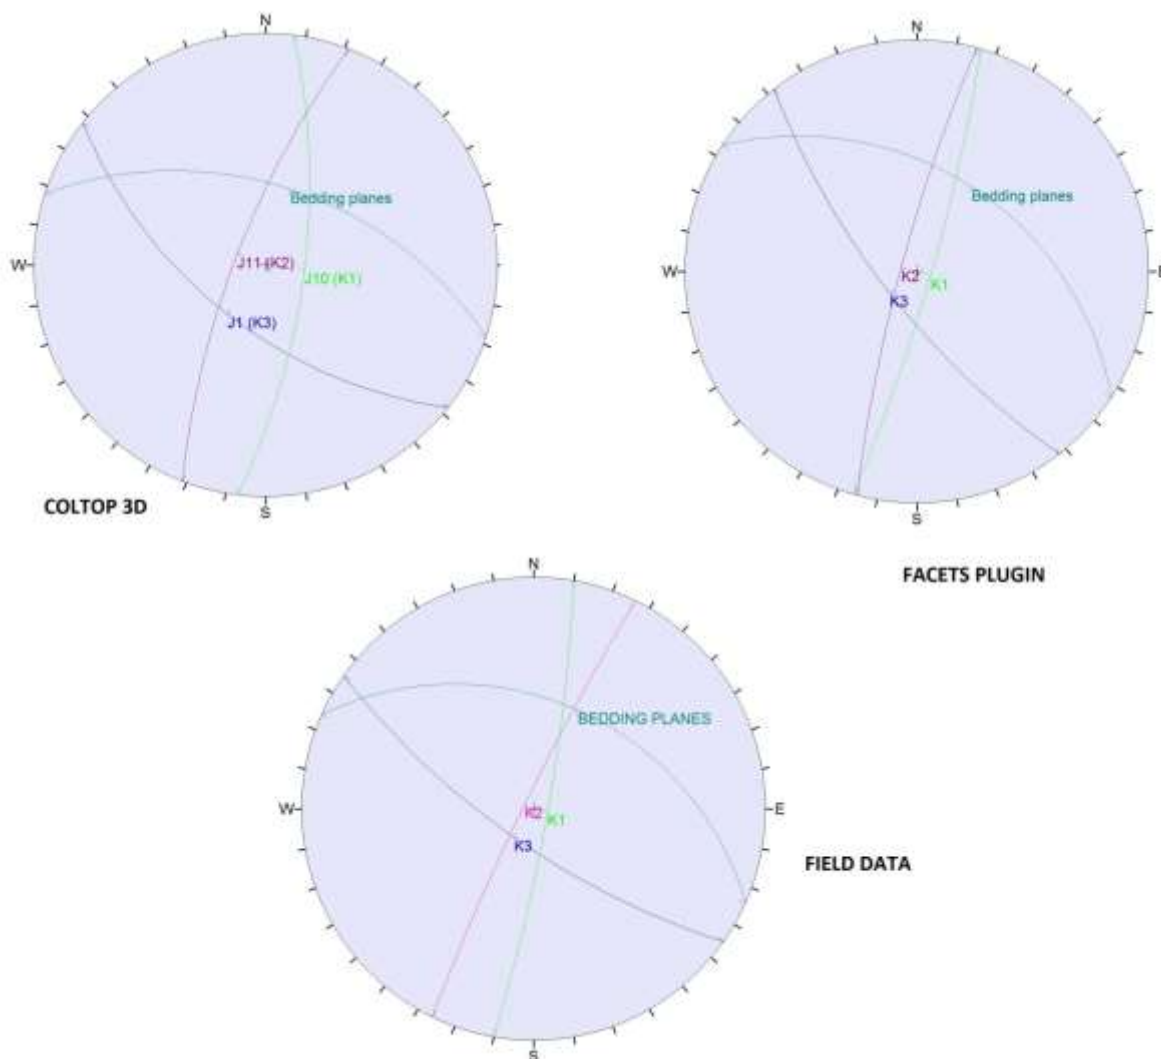 N
Bedding planes
W
J11 (K2)
J10 (K1)
J1 (K3)
S
COLTOP 3D
N
Bedding planes
W
E
K2
K1
K3
S
FACETS PLUGIN
N
BEDDING PLANES
W
E
K2
K1
K3
S
FIELD DATA